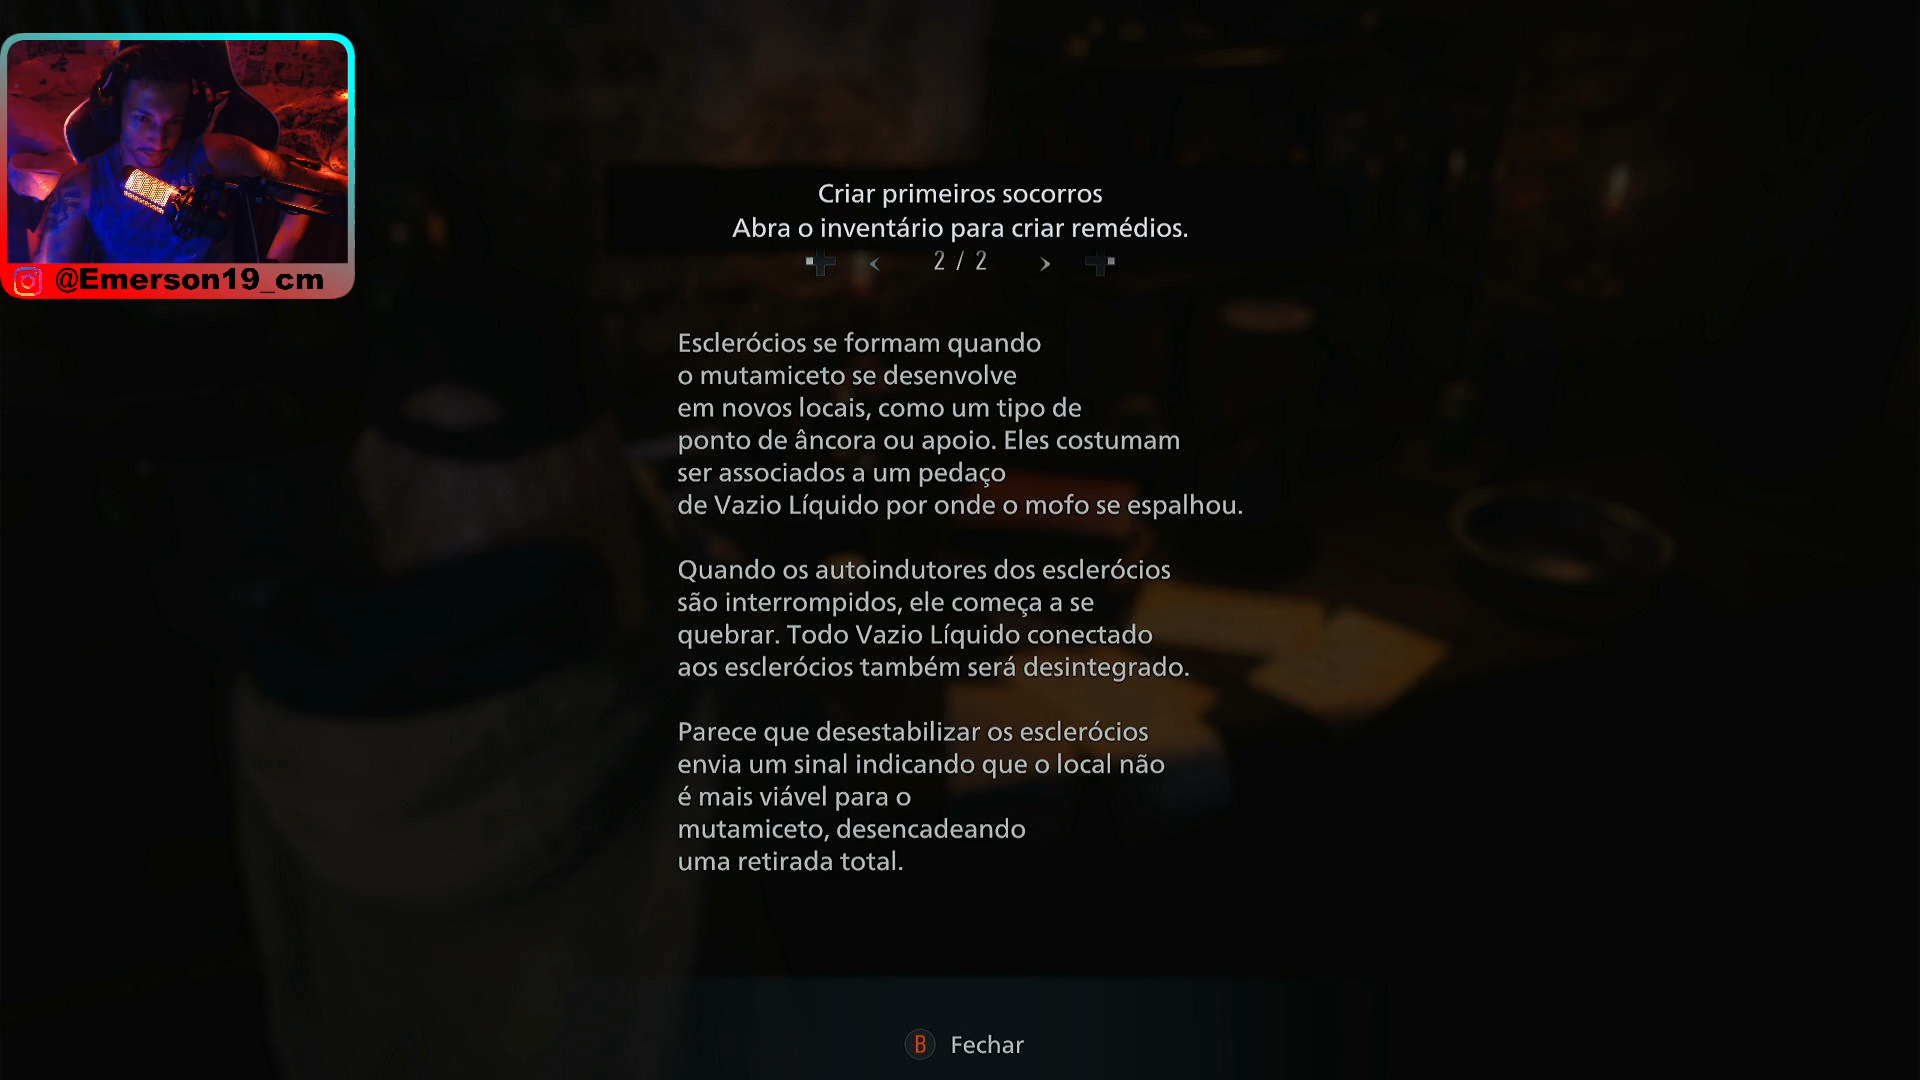 @Emerson19_cm
Criar primeiros socorros
Abra o inventário para criar remédios.
< 2 / 2 >
Esclerócios se formam quando
o mutamiceto se desenvolve
em novos locais, como um tipo de
ponto de âncora ou apoio. Eles costumam
ser associados a um pedaço
de Vazio Líquido por onde o mofo se espalhou.
Quando os autoindutores dos esclerócios
são interrompidos, ele começa a se
quebrar. Todo Vazio Líquido conectado
aos esclerócios também será desintegrado.
Parece que desestabilizar os esclerócios
envia um sinal indicando que o local não
é mais viável para o
mutamiceto, desencadeando
uma retirada total.
B Fechar